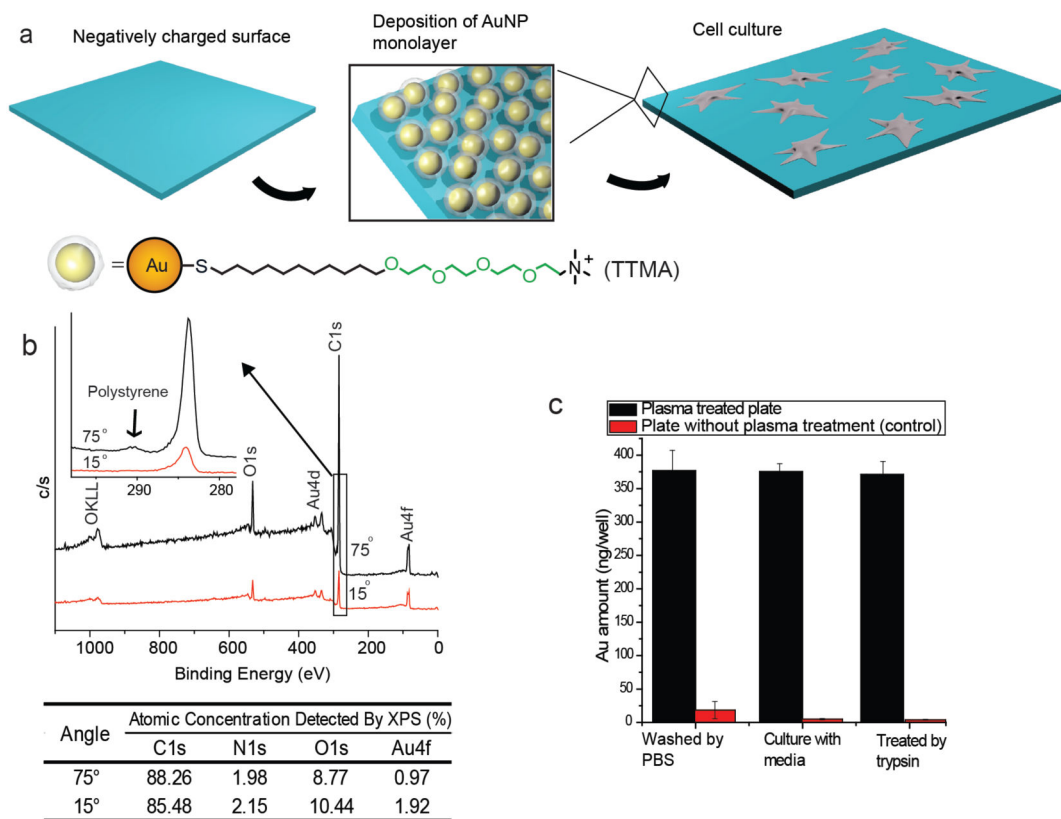 a
Negatively charged surface
Deposition of AuNP
monolayer
Cell culture
= Au S O O O O N + (TTMA)
b
Polystyrene
75°
15°
290 280
OKLL
O1s
Au4d
C1s
Au4f
75°
15°
c/s
1000 800 600 400 200 0
Binding Energy (eV)
Angle
Atomic Concentration Detected By XPS (%)
C1s N1s O1s Au4f
75° 88.26 1.98 8.77 0.97
15° 85.48 2.15 10.44 1.92
c
Plasma treated plate
Plate without plasma treatment (control)
Au amount (ng/well)
400
350
300
250
200
150
100
50
0
Washed by
PBS
Culture with
media
Treated by
trypsin